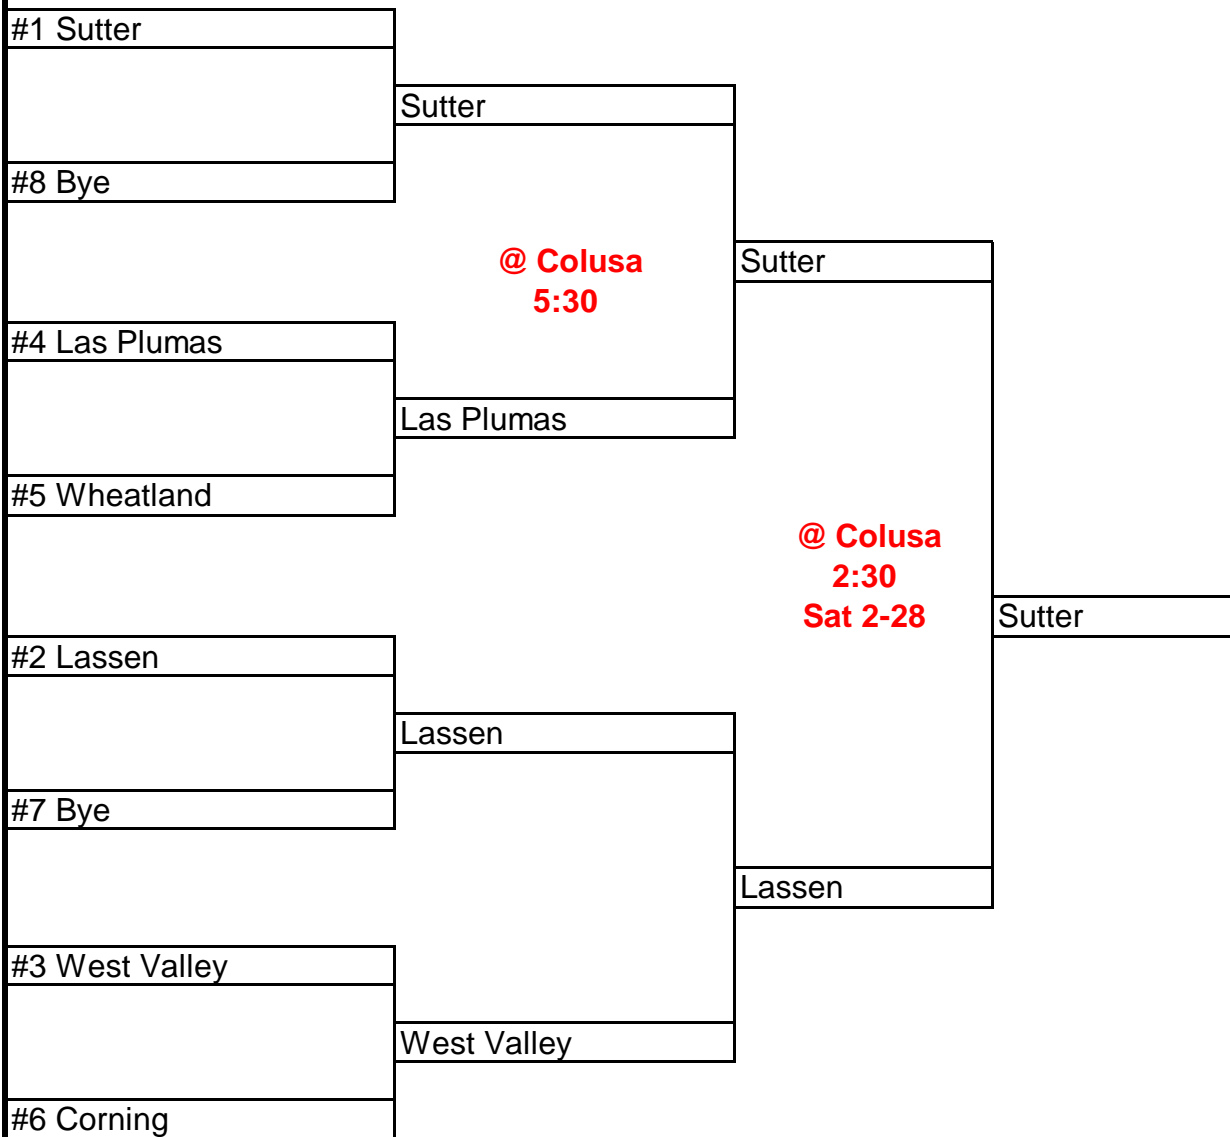 #1 Sutter
Sutter
#8 Bye
@ Colusa
5:30
Sutter
#4 Las Plumas
Las Plumas
#5 Wheatland
@ Colusa
2:30
Sat 2-28
Sutter
#2 Lassen
Lassen
#7 Bye
Lassen
#3 West Valley
West Valley
#6 Corning